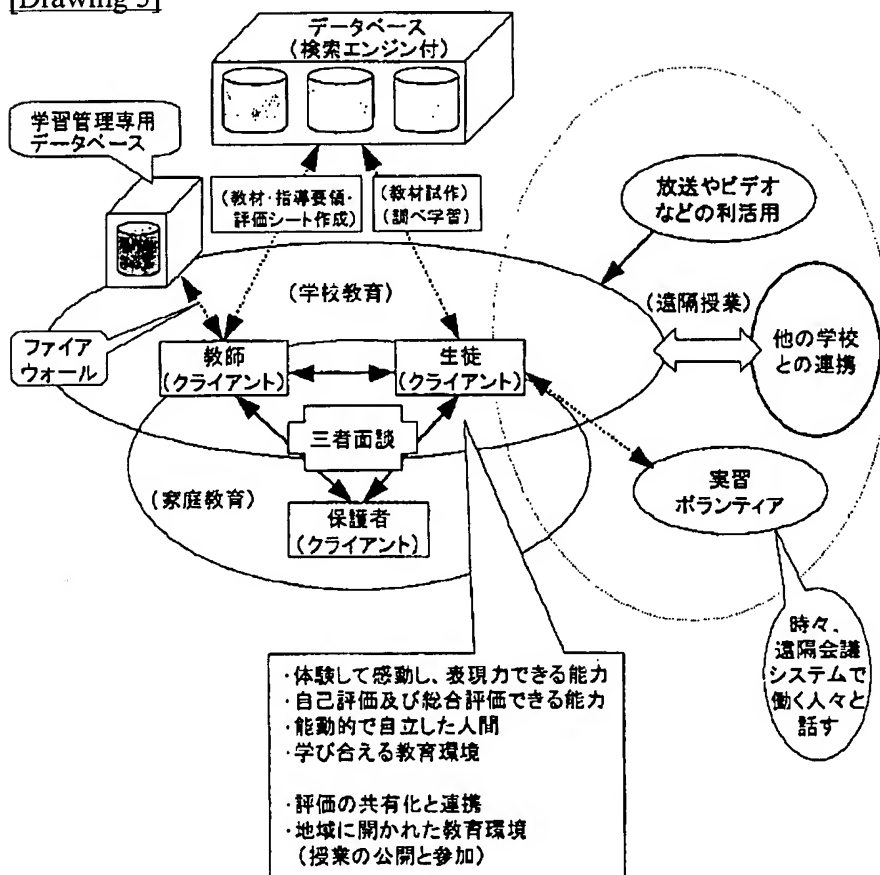 [Drawing 5]
データベース
(検索エンジン付)
学習管理専用
データベース
(教材・指導要領・
評価シート作成)
(教材試作)
(調べ学習)
放送やビデオ
などの利活用
(学校教育)
(遠隔授業)
ファイア
ウォール
教師
(クライアント)
生徒
(クライアント)
他の学校
との連携
三者面談
(家庭教育)
保護者
(クライアント)
実習
ボランティア
時々、
遠隔会議
システムで
働く人々と
話す
・体験して感動し、表現力できる能力
・自己評価及び総合評価できる能力
・能動的で自立した人間
・学び合える教育環境
・評価の共有化と連携
・地域に開かれた教育環境
(授業の公開と参加)